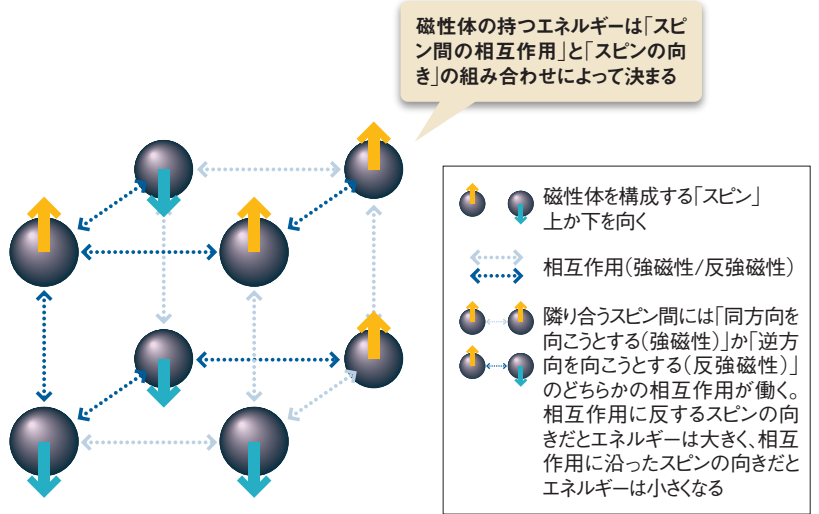 磁性体の持つエネルギーは「スピ
ン間の相互作用」と「スピンの向
き」の組み合わせによって決まる
磁性体を構成する「スピン」
上か下を向く
相互作用(強磁性/反強磁性)
隣り合うスピン間には「同方向を
向こうとする(強磁性)」か「逆方
向を向こうとする(反強磁性)」
のどちらかの相互作用が働く。
相互作用に反するスピンの向
きだとエネルギーは大きく、相互
作用に沿ったスピンの向きだと
エネルギーは小さくなる